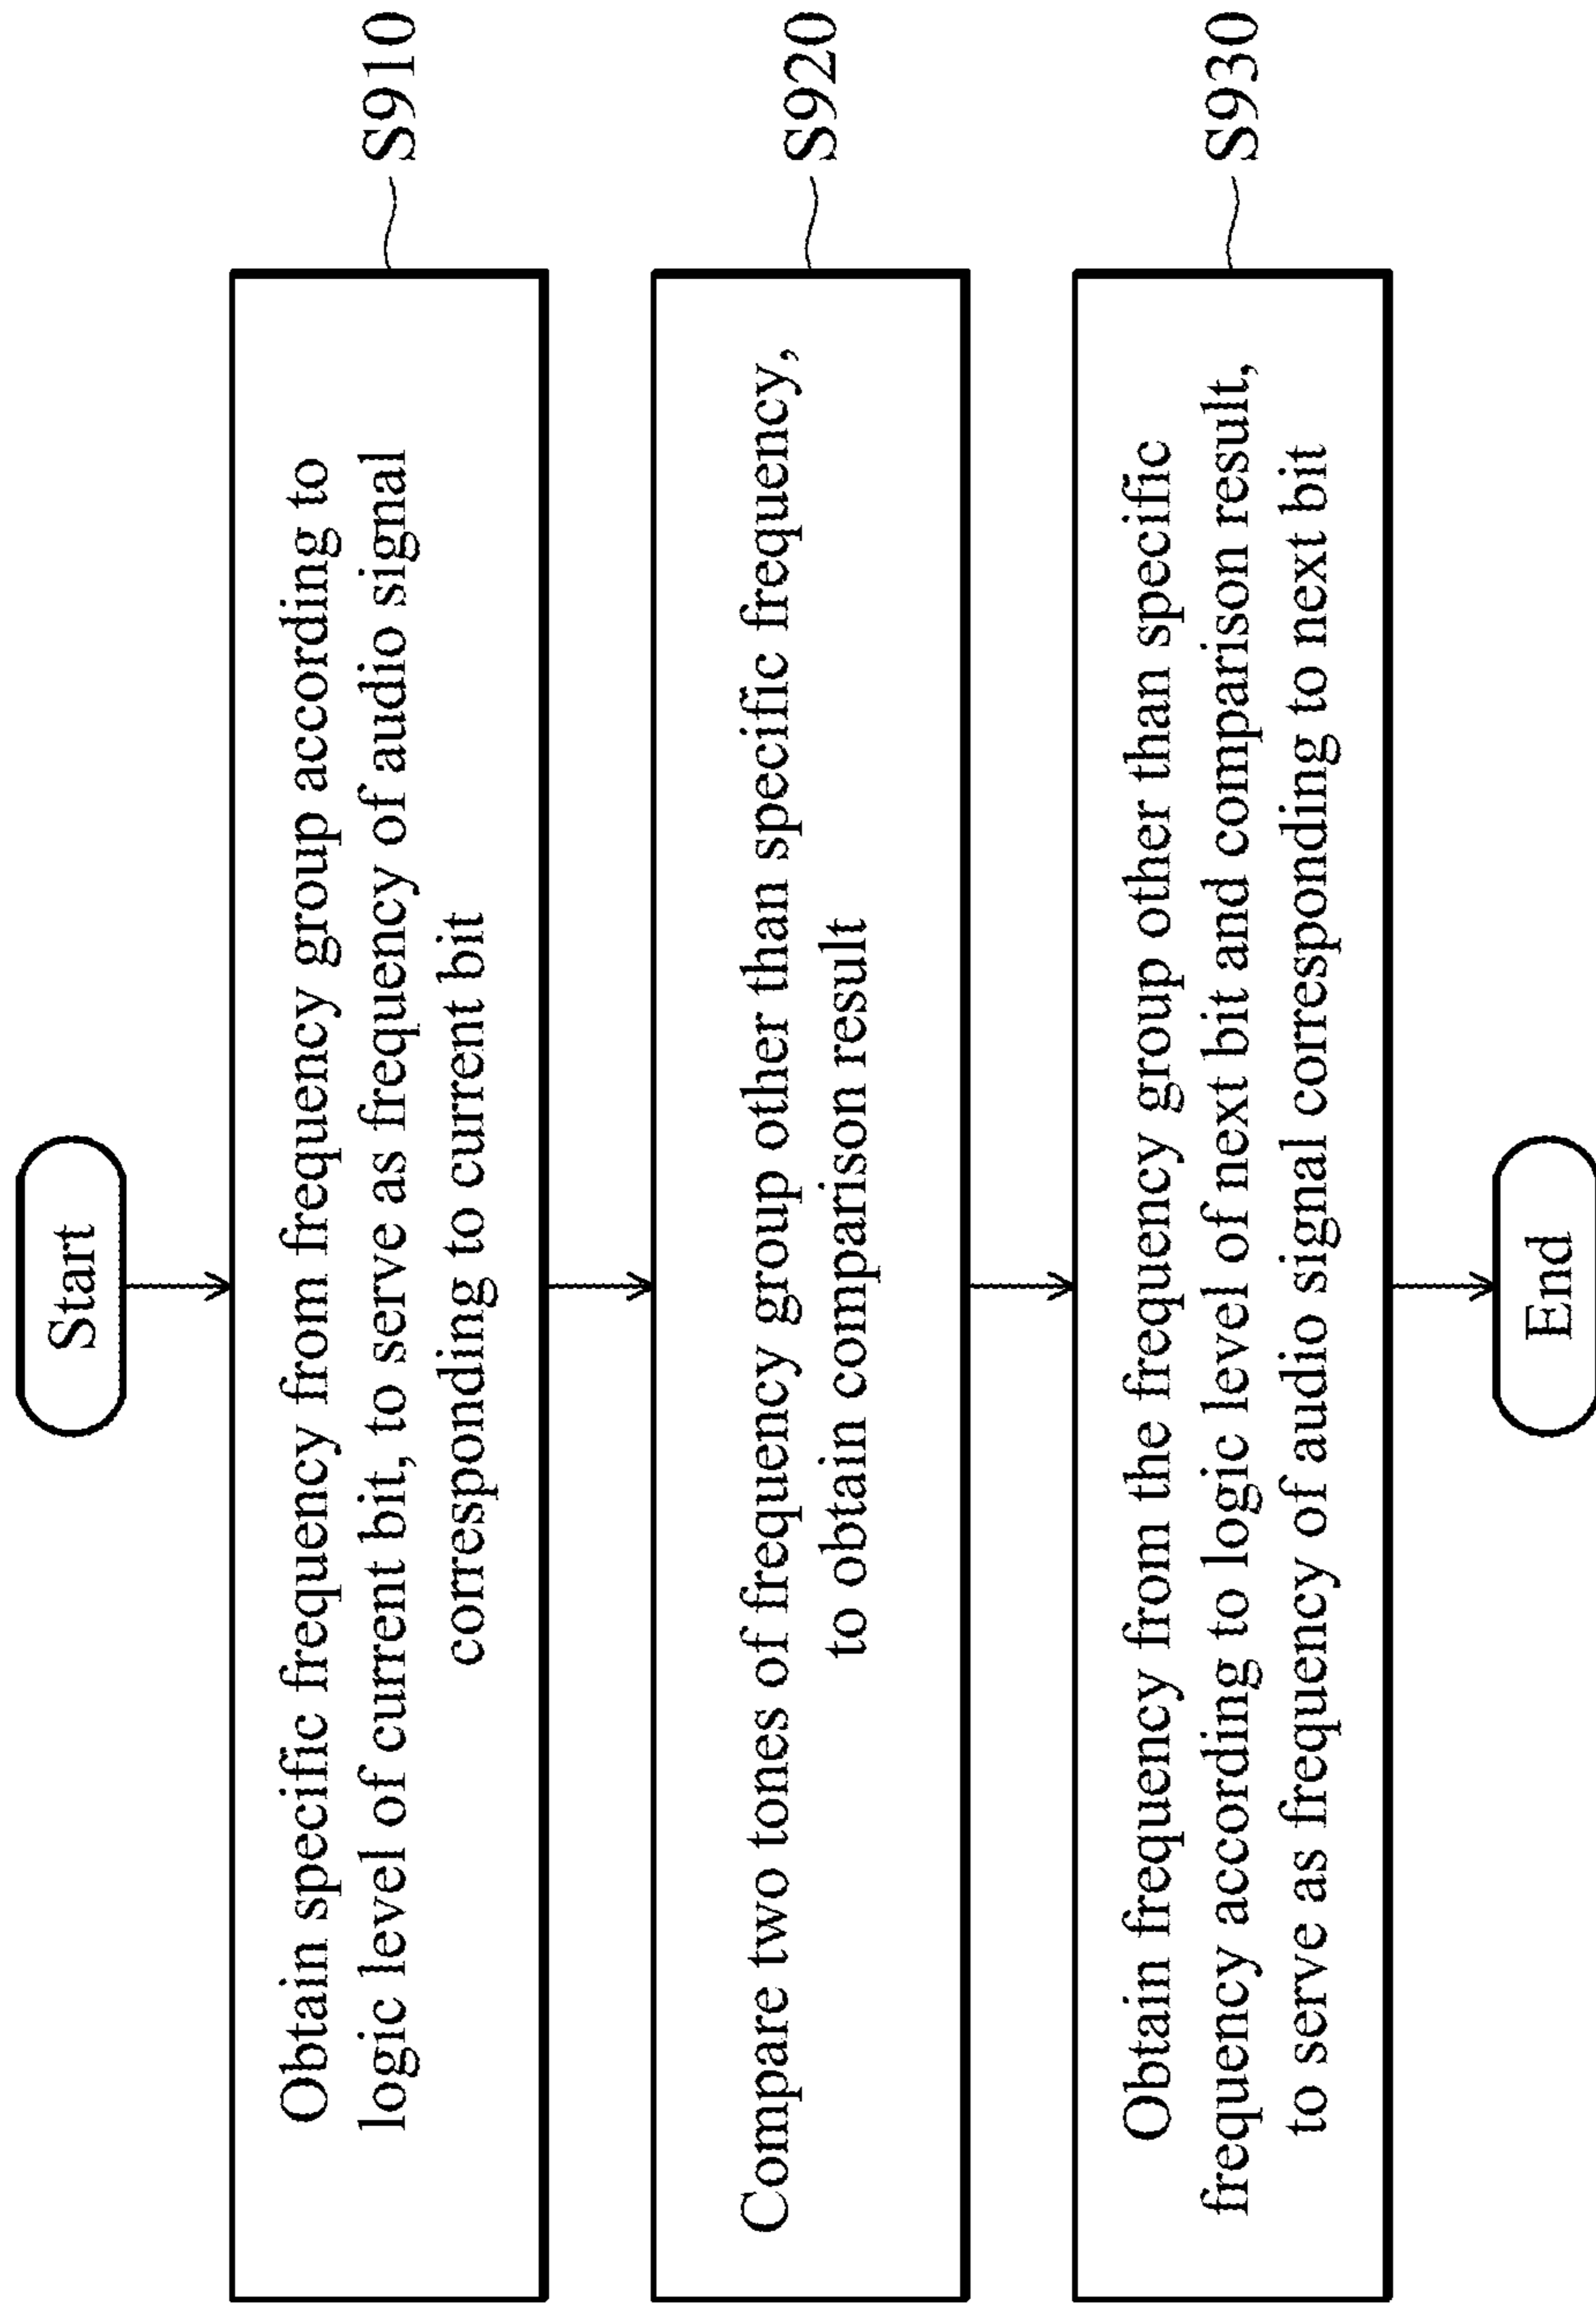 Start
Obtain specific frequency from frequency group according to
logic level of current bit, to serve as frequency of audio signal
corresponding to current bit
S910
Compare two tones of frequency group other than specific frequency,
to obtain comparison result
S920
Obtain frequency from the frequency group other than specific
frequency according to logic level of next bit and comparison result,
to serve as frequency of audio signal corresponding to next bit
S930
End